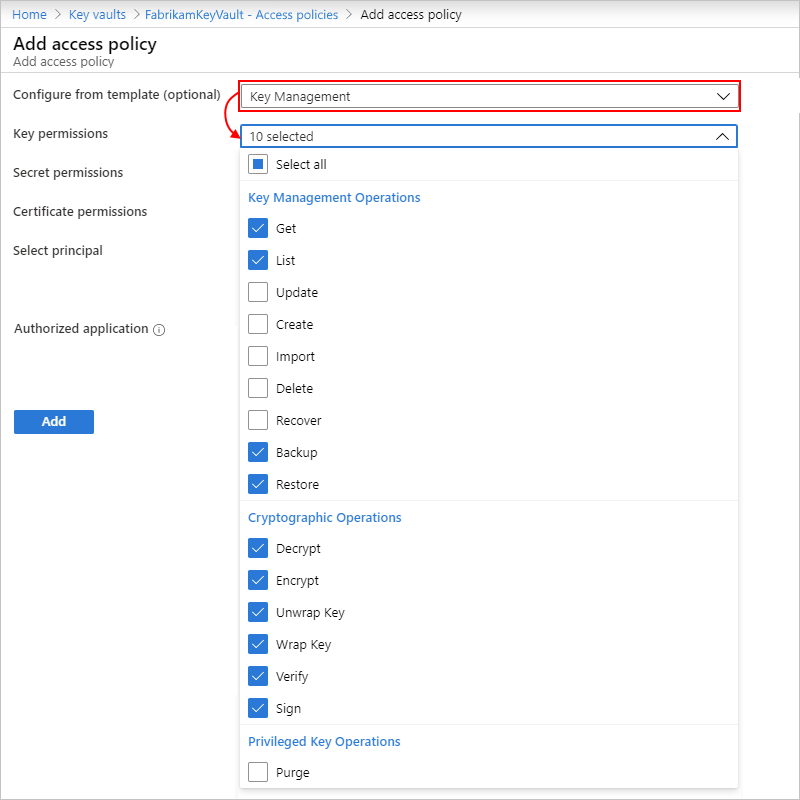 Home > Key vaults > FabrikamKeyVault - Access policies > Add access policy
Add access policy
Add access policy
Configure from template (optional) Key Management
Key permissions 10 selected
Select all
Secret permissions
Key Management Operations
Certificate permissions
Get
Select principal
List
Update
Create
Authorized application
Import
Delete
Recover
Add
Backup
Restore
Cryptographic Operations
Decrypt
Encrypt
Unwrap Key
Wrap Key
Verify
Sign
Privileged Key Operations
Purge